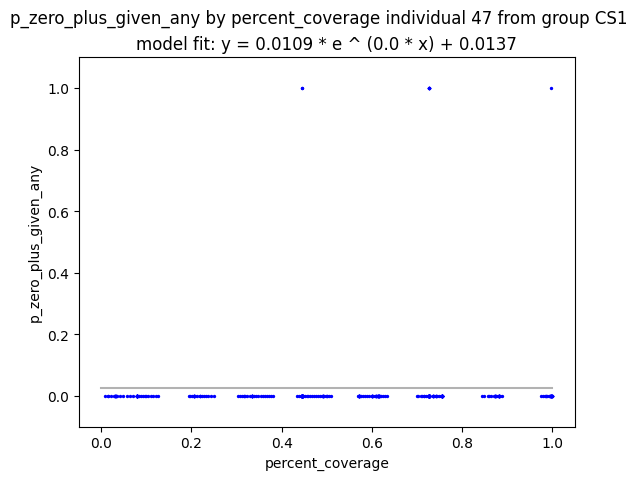 p_zero_plus_given_any by percent_coverage individual 47 from group CS1
model fit: y = 0.0109 * e ^ (0.0 * x) + 0.0137
1.0
0.8
0.6
0.4
0.2
0.0
p_zero_plus_given_any
0.0 0.2 0.4 0.6 0.8 1.0
percent_coverage